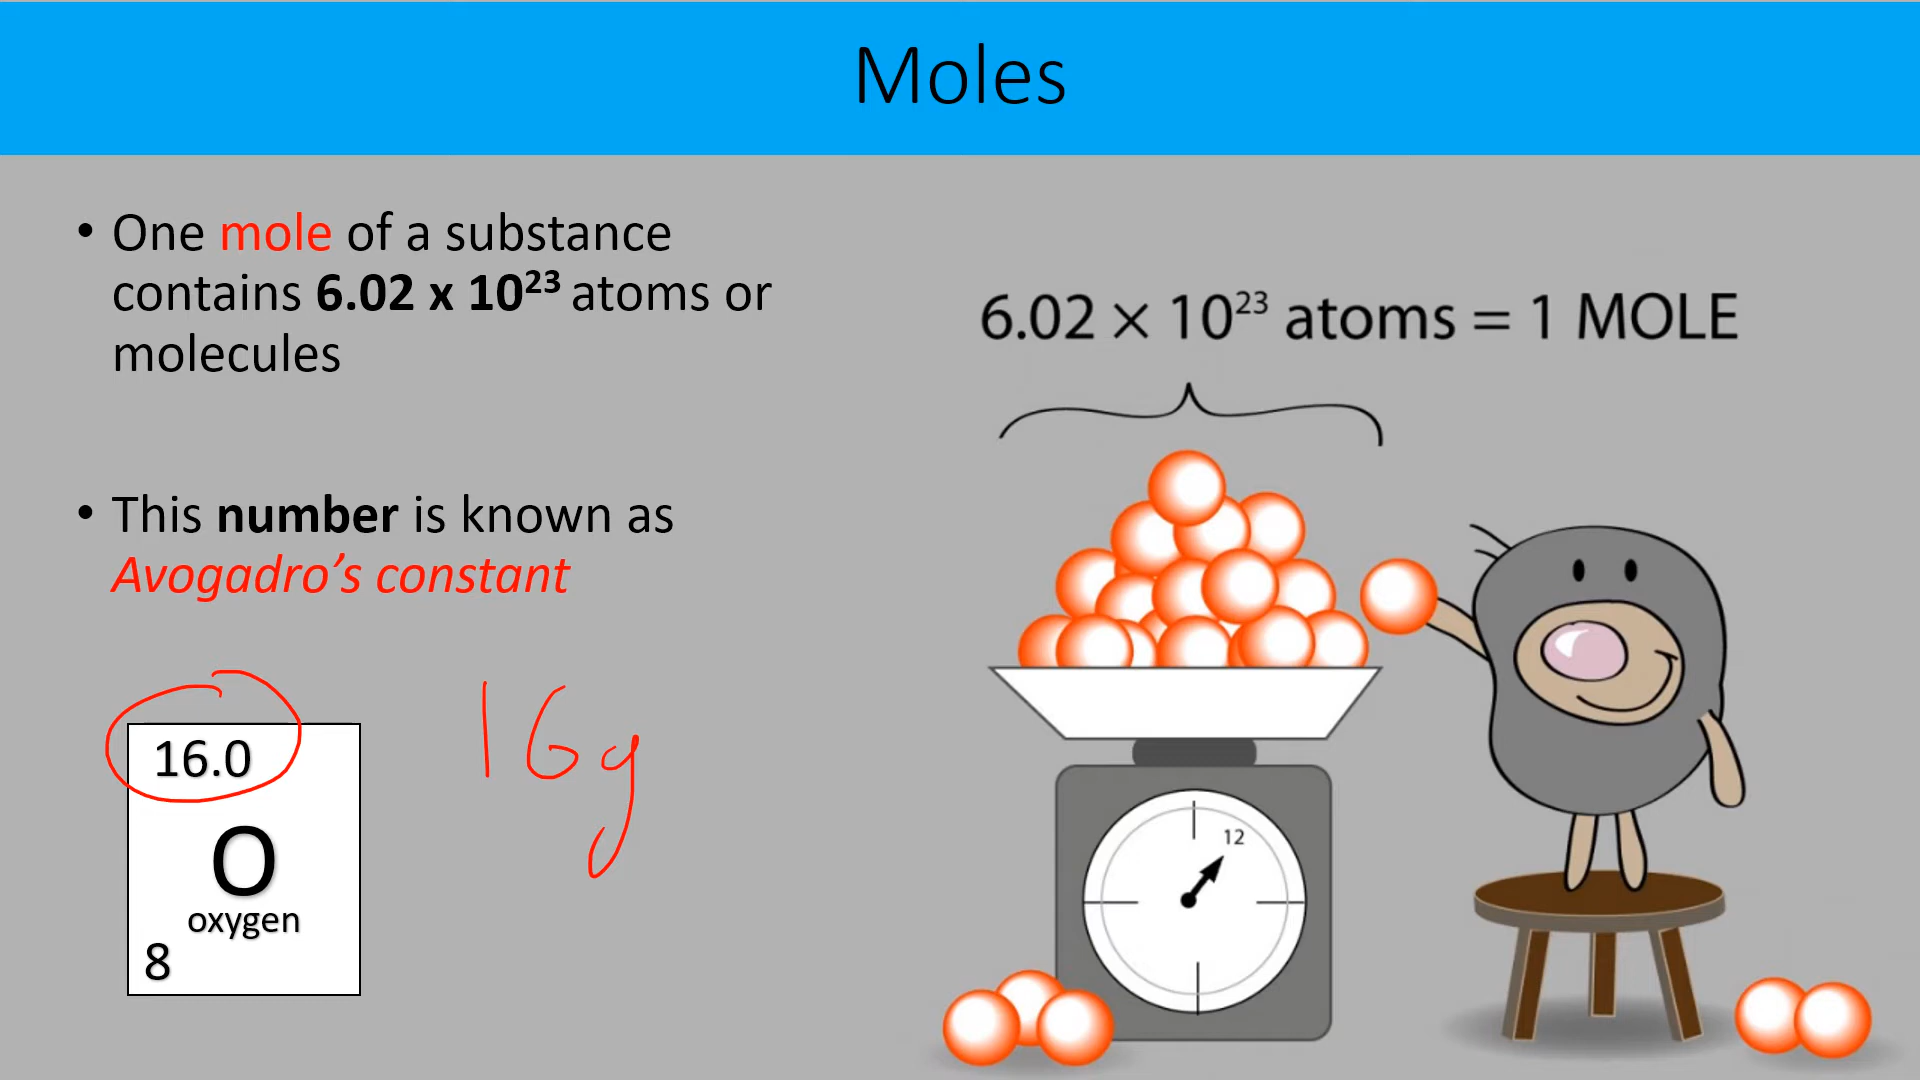 Moles
• One mole of a substance
contains 6.02 x 10²³ atoms or
molecules
• This number is known as
Avogadro’s constant
16.0
O
oxygen
8
16g
6.02 × 10²³ atoms = 1 MOLE
12